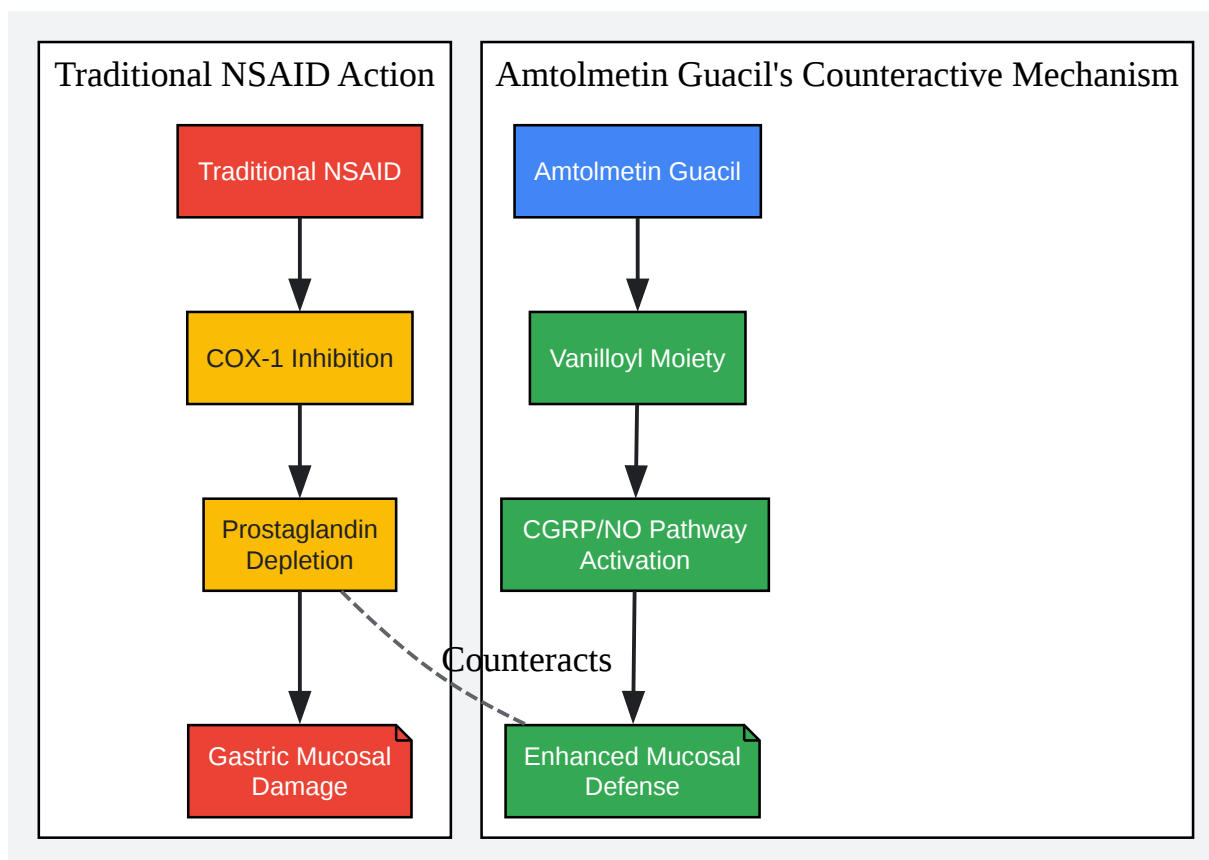 Traditional NSAID Action
Traditional NSAID
COX-1 Inhibition
Prostaglandin
Depletion
Gastric Mucosal
Damage
Amtolmetin Guacil's Counteractive Mechanism
Amtolmetin Guacil
Vanilloyl Moiety
CGRP/NO Pathway
Activation
Counteracts
Enhanced Mucosal
Defense